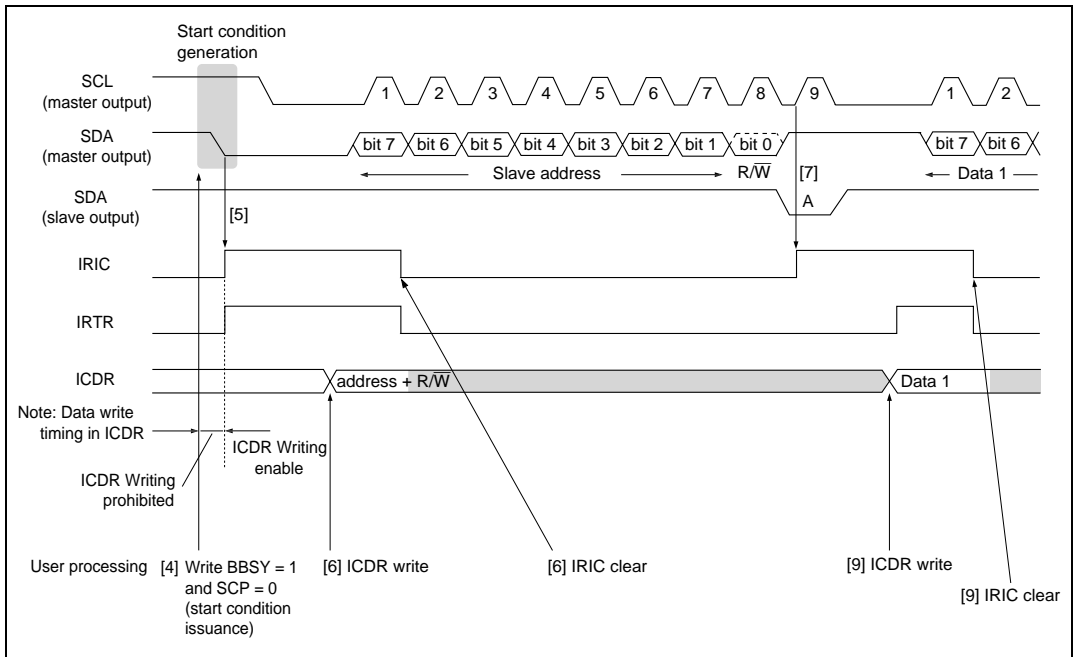 Start condition
generation
SCL
(master output)
1 2 3 4 5 6 7 8 9 1 2
SDA
(master output)
bit 7 bit 6 bit 5 bit 4 bit 3 bit 2 bit 1 bit 0 bit 7 bit 6
Slave address R/W̅ [7] Data 1
SDA
(slave output)
[5] A
IRIC
IRTR
ICDR address + R/W̅ Data 1
Note: Data write
timing in ICDR
ICDR Writing
enable
ICDR Writing
prohibited
User processing [4] Write BBSY = 1
and SCP = 0
(start condition
issuance)
[6] ICDR write
[6] IRIC clear
[9] ICDR write
[9] IRIC clear